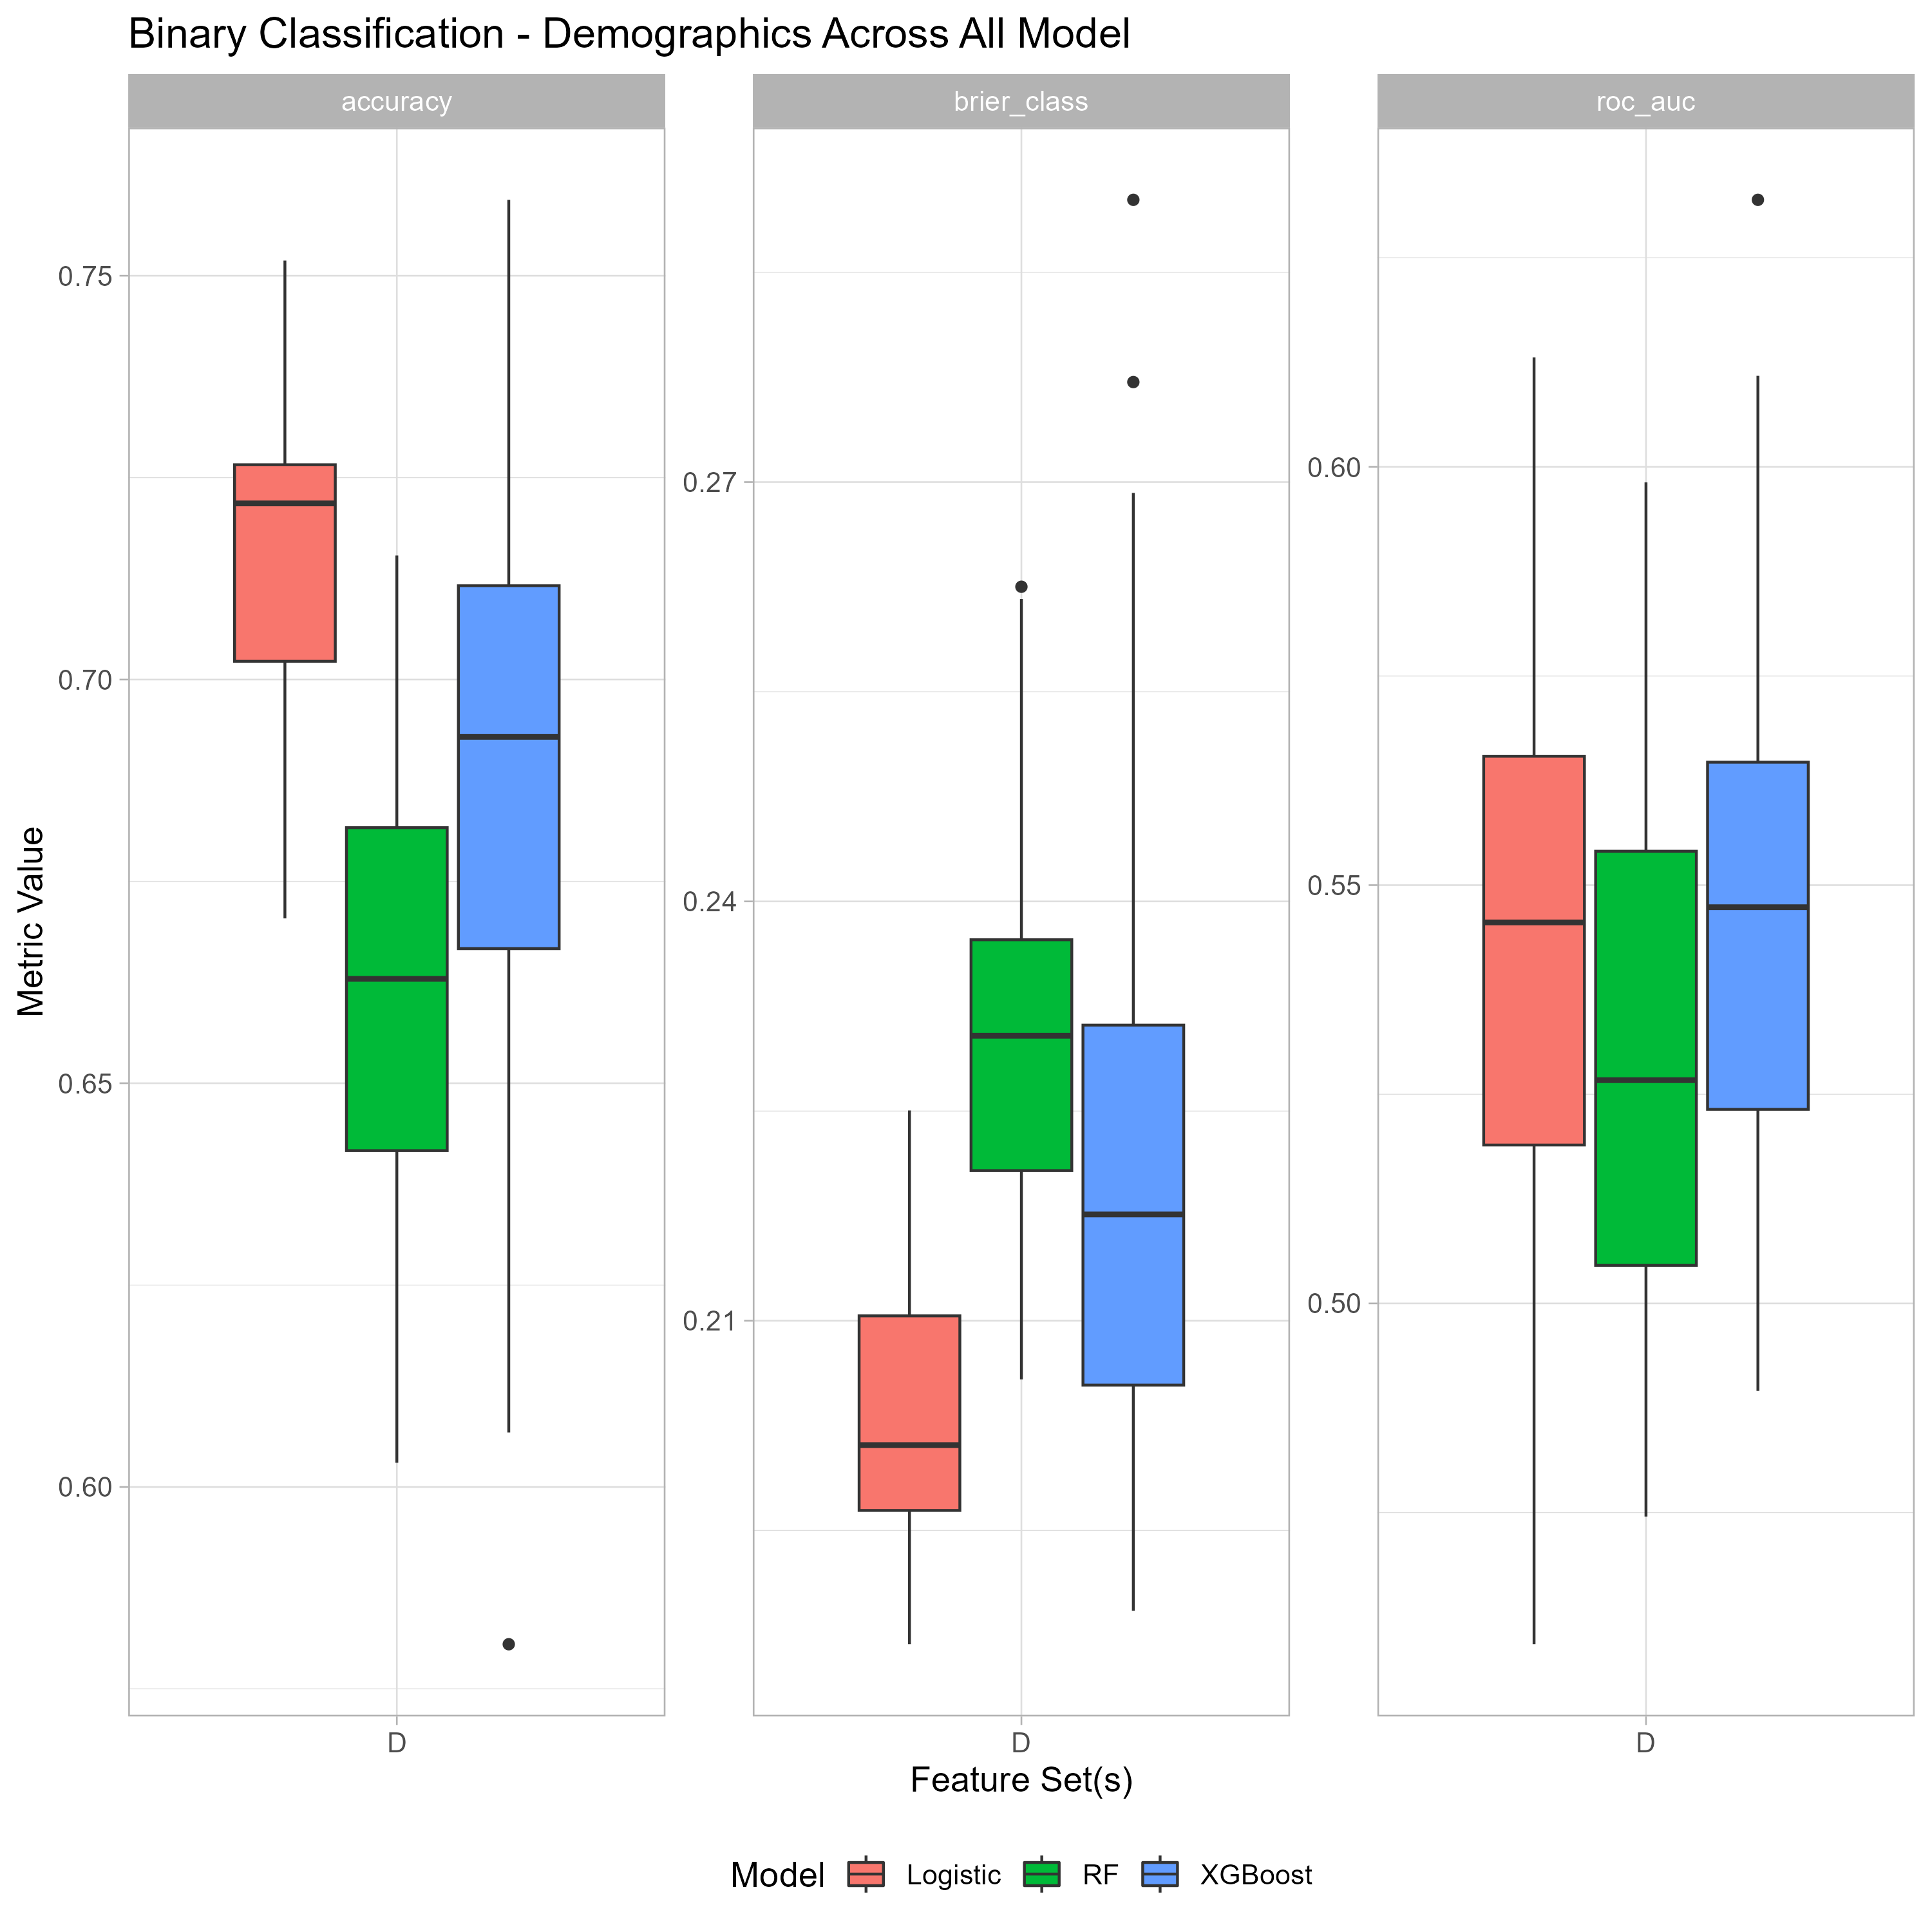 Binary Classification - Demographics Across All Model
accuracy
brier_class
roc_auc
Metric Value
0.75
0.70
0.65
0.60
0.27
0.24
0.21
0.60
0.55
0.50
D
D
D
Feature Set(s)
Model Logistic RF XGBoost